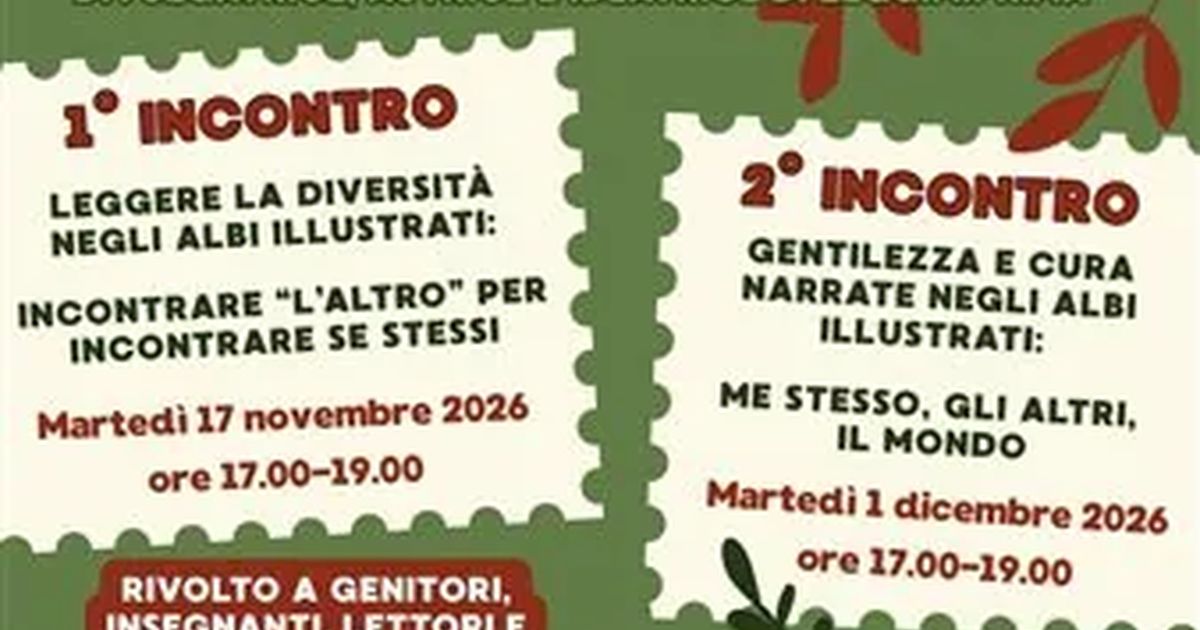 1° INCONTRO
LEGGERE LA DIVERSITÀ
NEGLI ALBI ILLUSTRATI:
INCONTRARE “L’ALTRO” PER
INCONTRARE SE STESSI
Martedì 17 novembre 2026
ore 17.00–19.00
RIVOLTO A GENITORI,
INSEGNANTI, LETTORI E
2° INCONTRO
GENTILEZZA E CURA
NARRATE NEGLI ALBI
ILLUSTRATI:
ME STESSO, GLI ALTRI,
IL MONDO
Martedì 1 dicembre 2026
ore 17.00–19.00